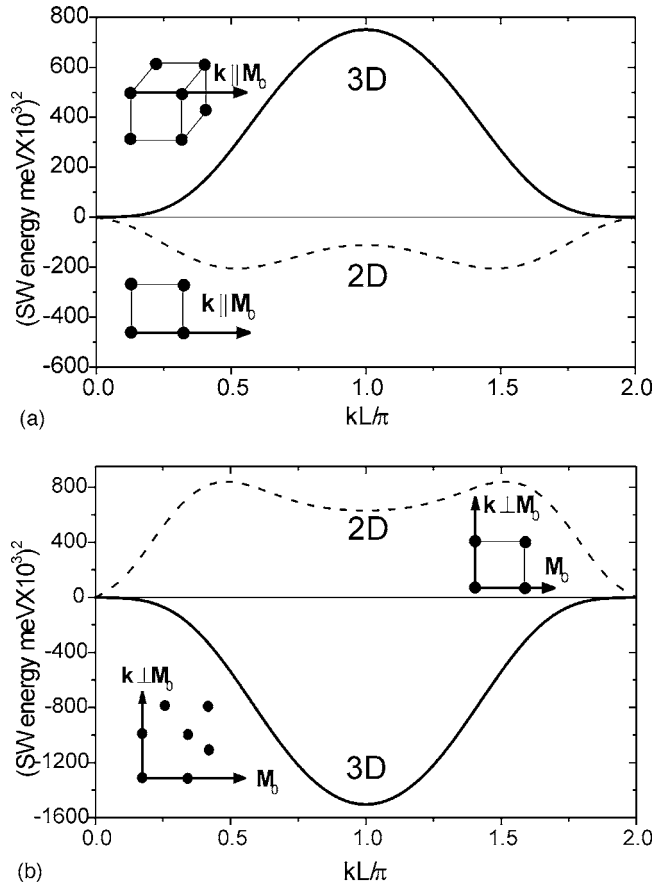 800
600
400
200
0
-200
-400
-600
(SW energy meVX10³)²
k || M₀
3D
2D
k || M₀
0.0 0.5 1.0 1.5 2.0
kL/π
(a)
800
400
0
-400
-800
-1200
-1600
(SW energy meVX10³)²
2D
k ⊥ M₀
M₀
k ⊥ M₀
M₀
3D
0.0 0.5 1.0 1.5 2.0
kL/π
(b)